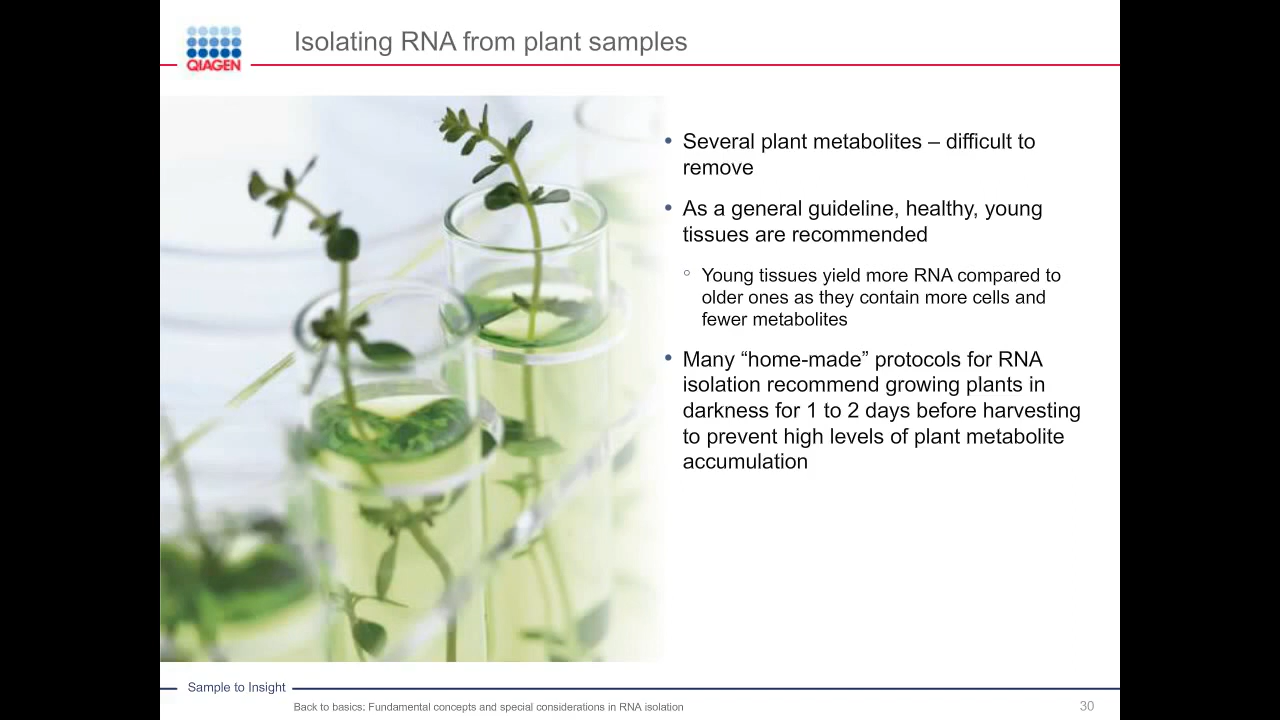 QIAGEN
Isolating RNA from plant samples
• Several plant metabolites – difficult to
remove
• As a general guideline, healthy, young
tissues are recommended
○ Young tissues yield more RNA compared to
older ones as they contain more cells and
fewer metabolites
• Many “home-made” protocols for RNA
isolation recommend growing plants in
darkness for 1 to 2 days before harvesting
to prevent high levels of plant metabolite
accumulation
Sample to Insight
Back to basics: Fundamental concepts and special considerations in RNA isolation
30